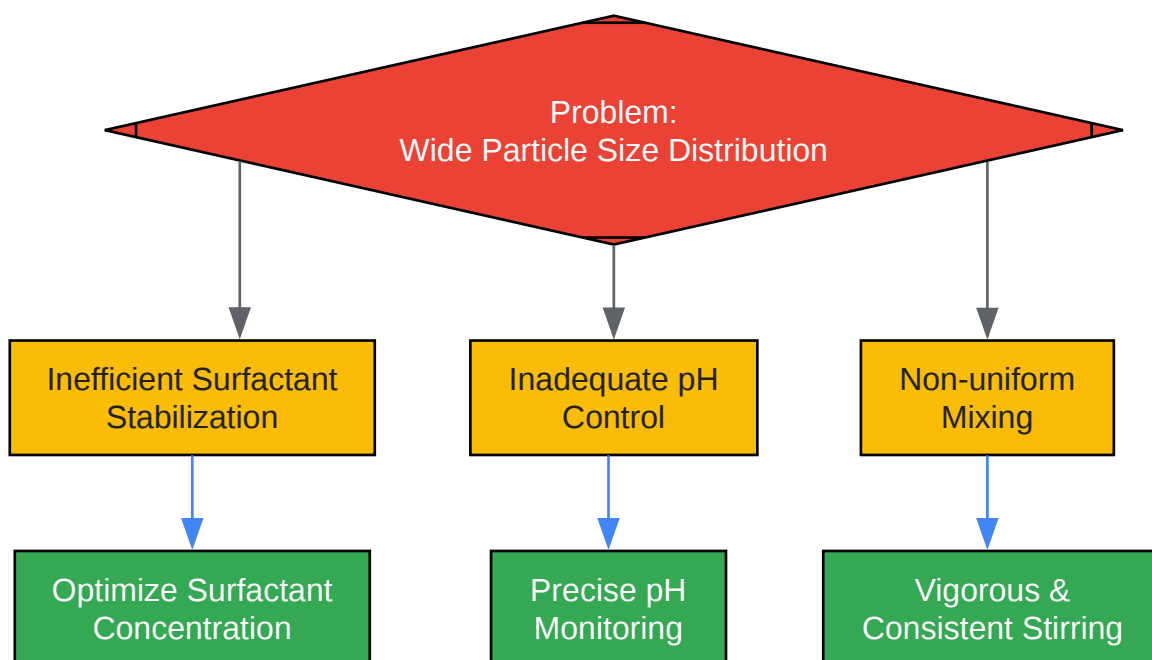 Problem:
Wide Particle Size Distribution
Inefficient Surfactant
Stabilization
Inadequate pH
Control
Non-uniform
Mixing
Optimize Surfactant
Concentration
Precise pH
Monitoring
Vigorous &
Consistent Stirring